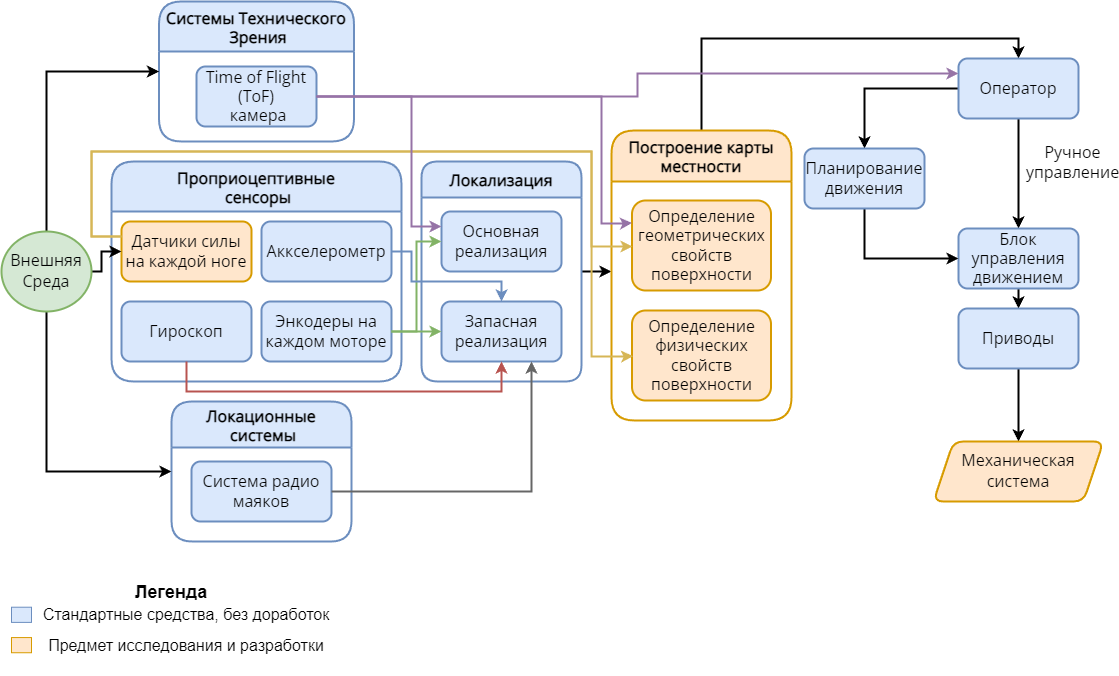 Системы Технического
Зрения
Time of Flight
(ToF)
камера
Внешняя
Среда
Проприоцептивные
сенсоры
Датчики силы
на каждой ноге
Аккселерометр
Гироскоп
Энкодеры на
каждом моторе
Локационные
системы
Система радио
маяков
Локализация
Основная
реализация
Запасная
реализация
Построение карты
местности
Определение
геометрических
свойств
поверхности
Определение
физических
свойств
поверхности
Оператор
Планирование
движения
Ручное
управление
Блок
управления
движением
Приводы
Механическая
система
Легенда
Стандартные средства, без доработок
Предмет исследования и разработки